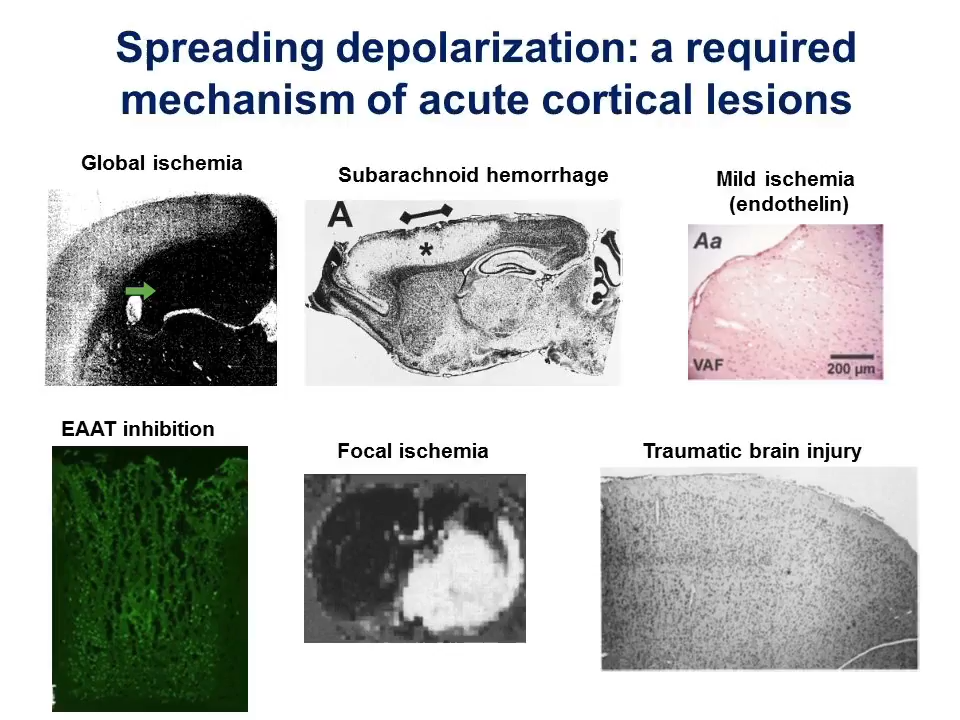 Spreading depolarization: a required
mechanism of acute cortical lesions
Global ischemia
Subarachnoid hemorrhage
Mild ischemia
(endothelin)
A
*
Aa
VAF
200 µm
EAAT inhibition
Focal ischemia
Traumatic brain injury